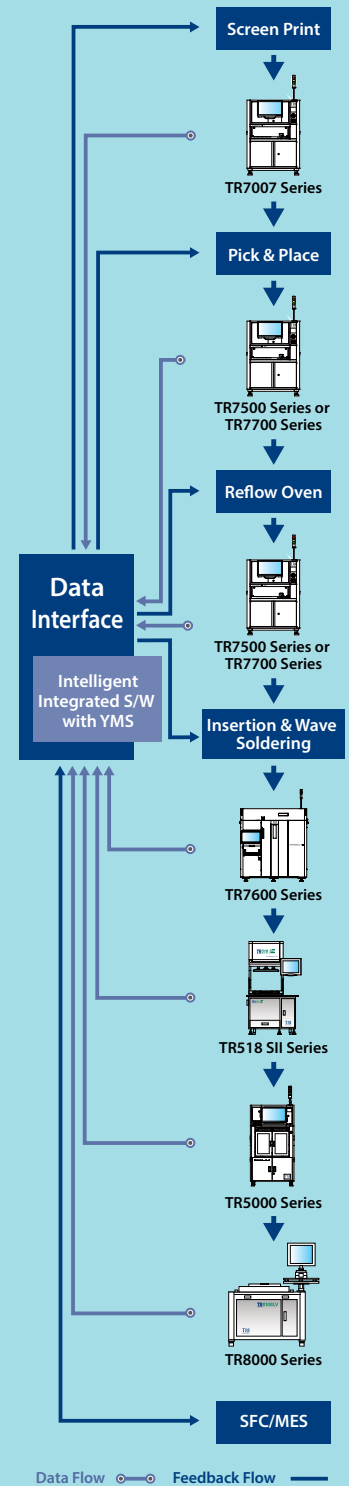 Screen Print
TR7007 Series
Pick & Place
TR7500 Series or
TR7700 Series
Reflow Oven
Data
Interface
Intelligent
Integrated S/W
with YMS
TR7500 Series or
TR7700 Series
Insertion & Wave
Soldering
TR7600 Series
TR518 SII Series
TR5000 Series
TR8100LV
TR8000 Series
SFC/MES
Data Flow
Feedback Flow